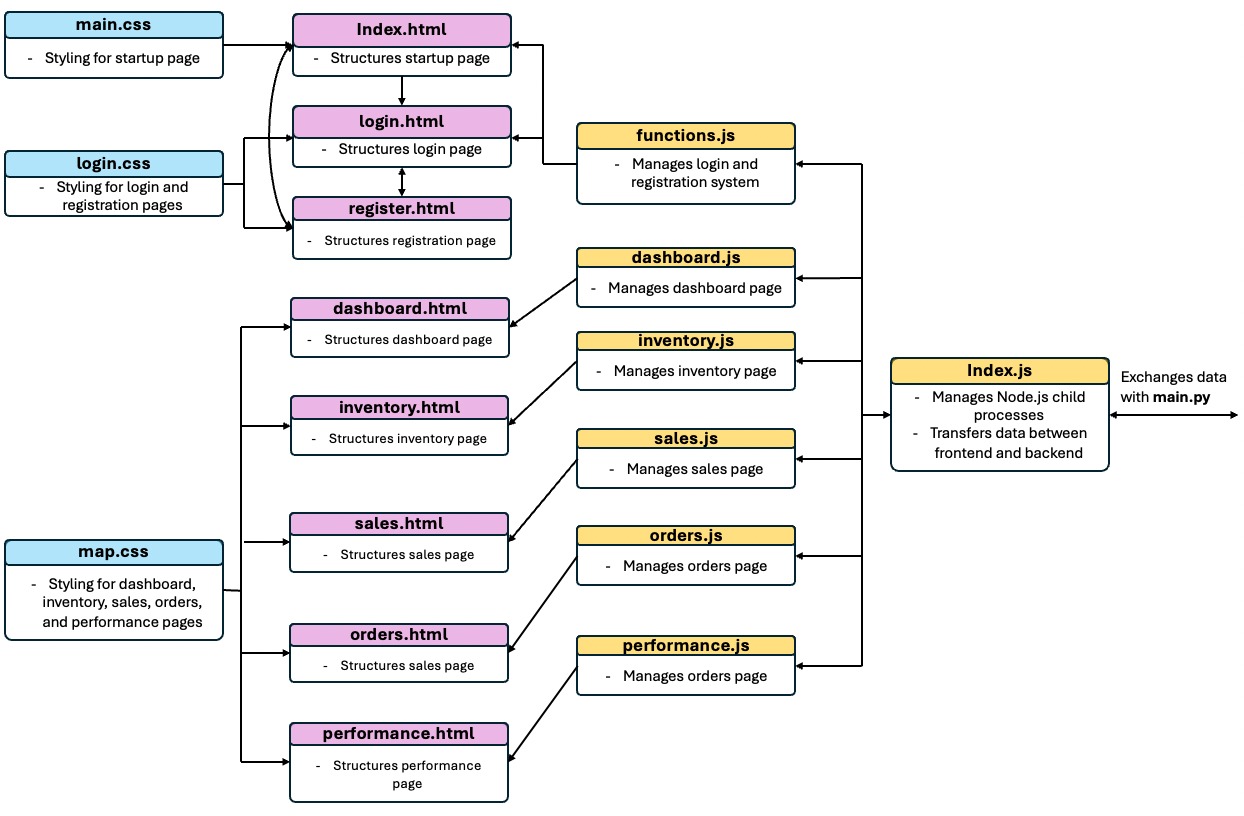 main.css
- Styling for startup page
login.css
- Styling for login and
registration pages
map.css
- Styling for dashboard,
inventory, sales, orders,
and performance pages
Index.html
- Structures startup page
login.html
- Structures login page
register.html
- Structures registration page
dashboard.html
- Structures dashboard page
inventory.html
- Structures inventory page
sales.html
- Structures sales page
orders.html
- Structures sales page
performance.html
- Structures performance
page
functions.js
- Manages login and
registration system
dashboard.js
- Manages dashboard page
inventory.js
- Manages inventory page
sales.js
- Manages sales page
orders.js
- Manages orders page
performance.js
- Manages orders page
Index.js
- Manages Node.js child
processes
- Transfers data between
frontend and backend
Exchanges data
with main.py